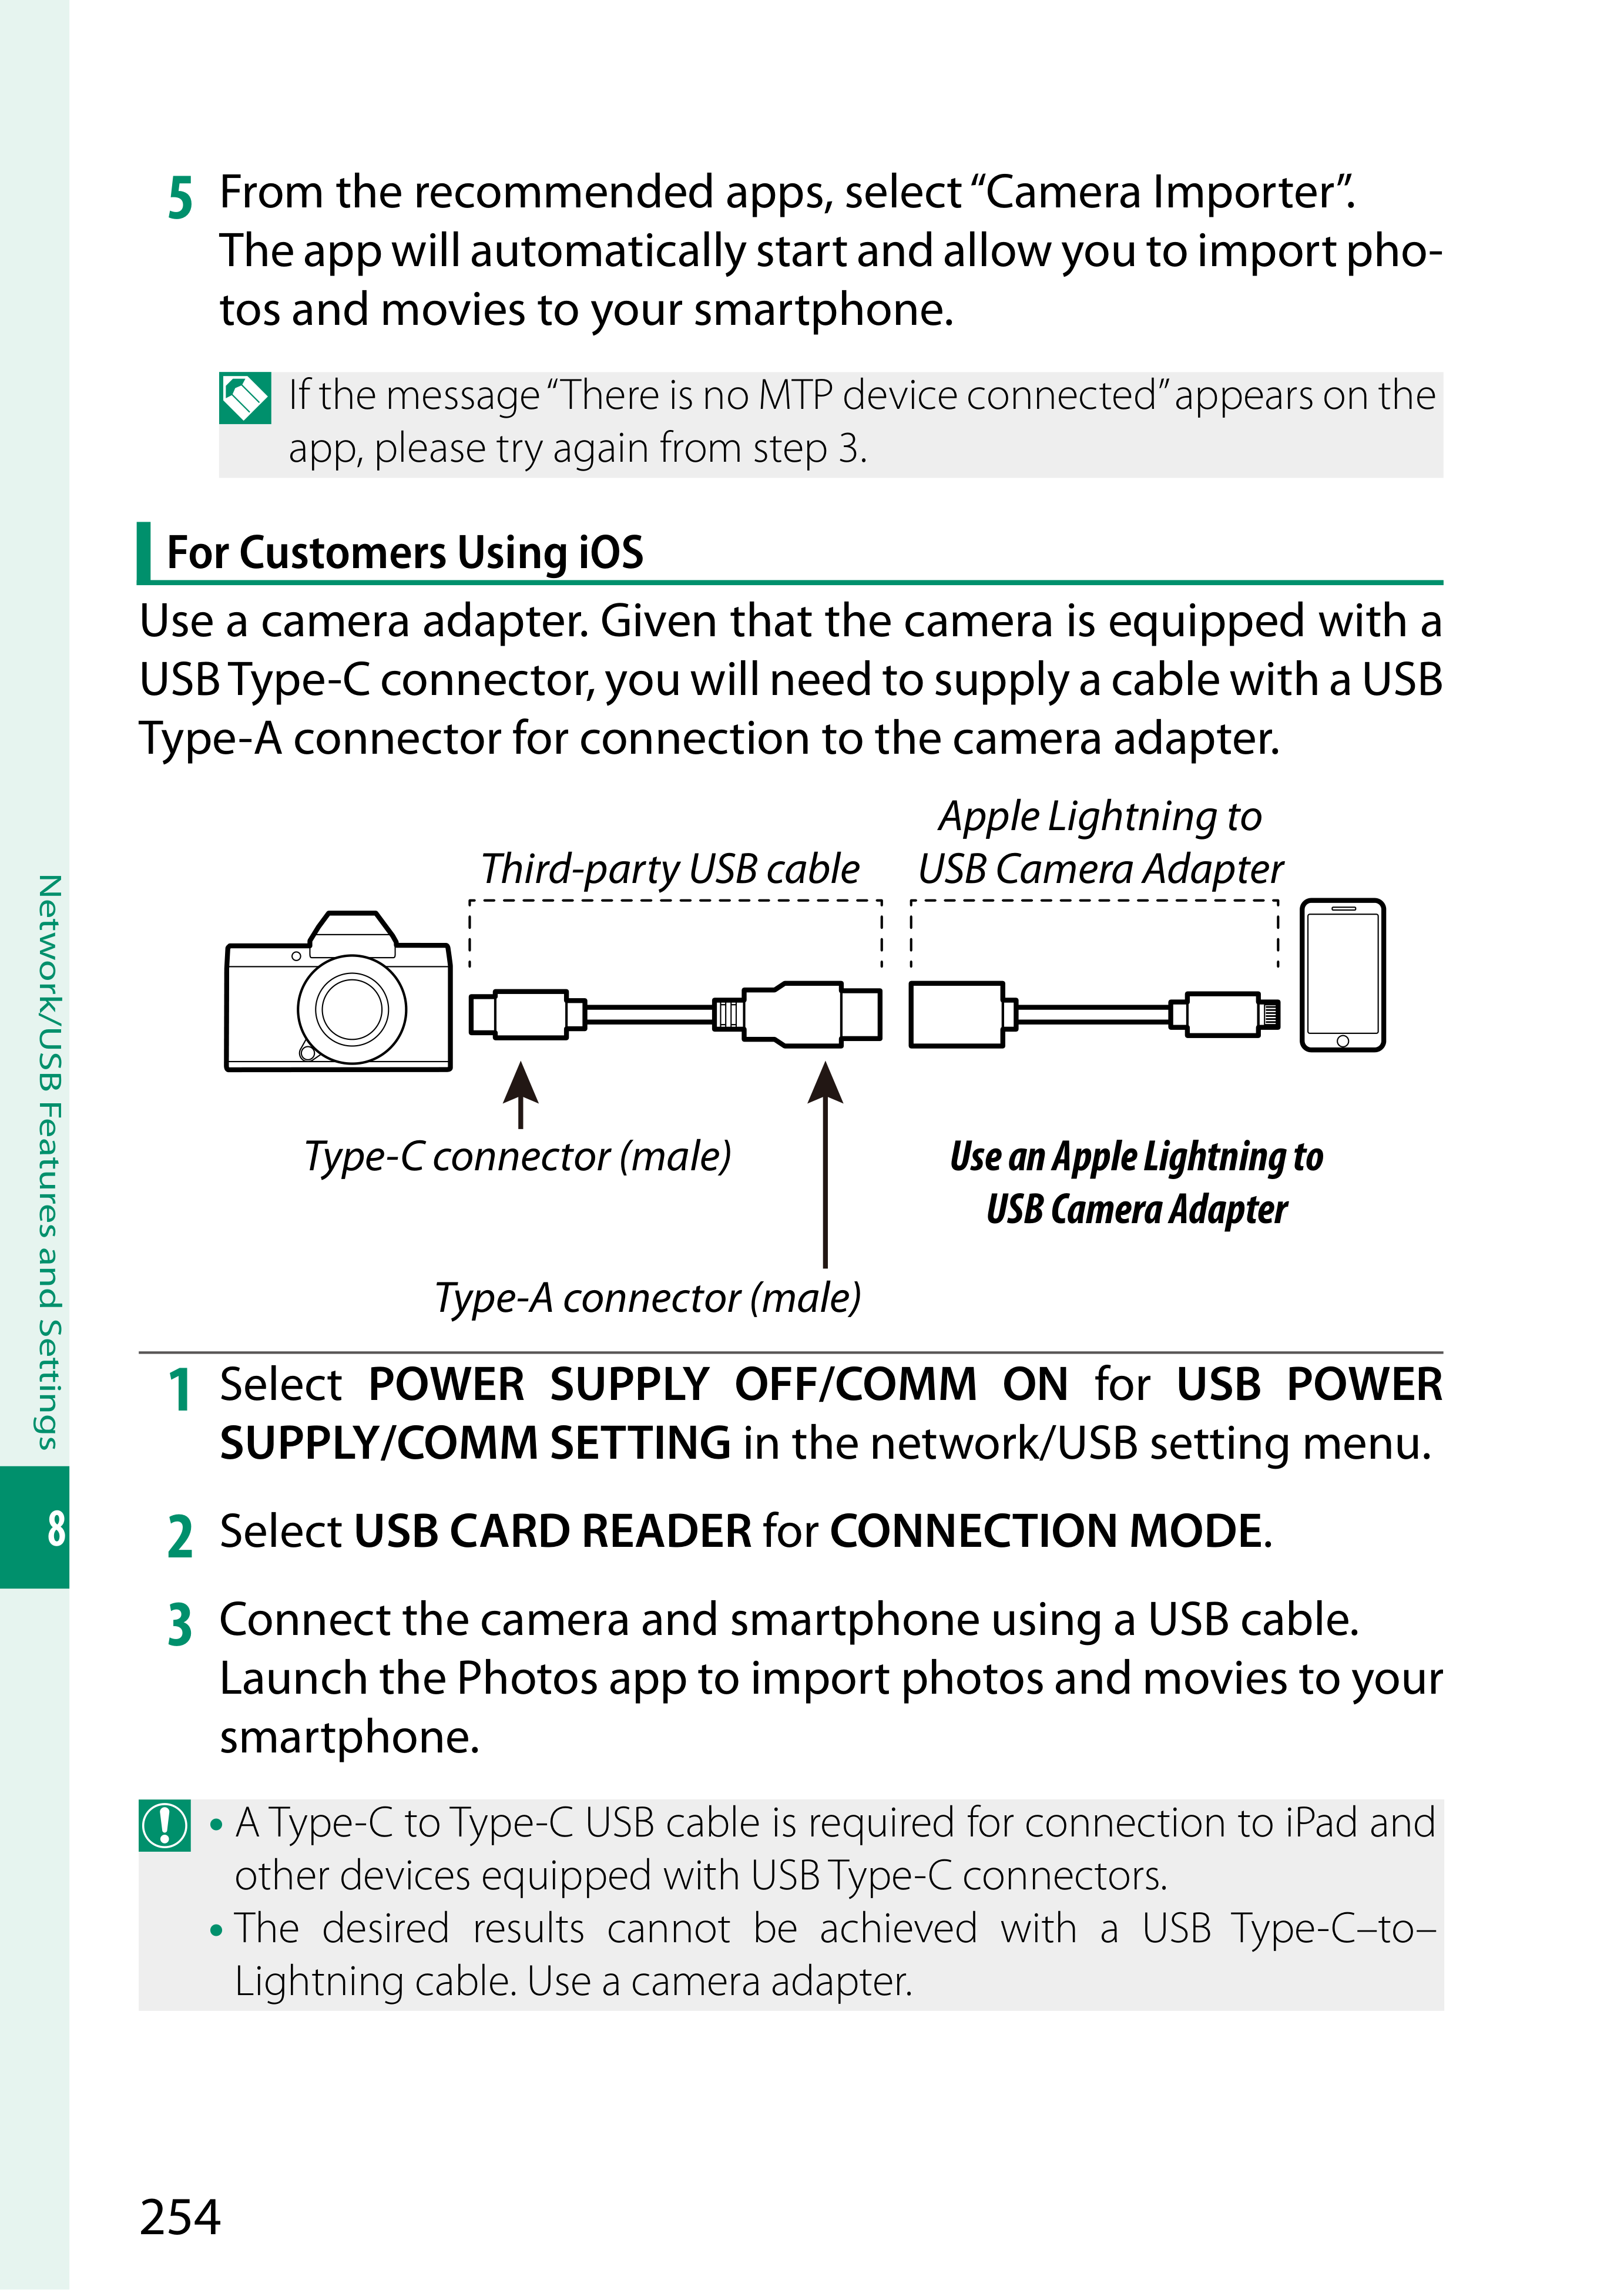 5 From the recommended apps, select “Camera Importer”.
The app will automatically start and allow you to import pho-
tos and movies to your smartphone.
If the message “There is no MTP device connected” appears on the
app, please try again from step 3.
For Customers Using iOS
Use a camera adapter. Given that the camera is equipped with a
USB Type-C connector, you will need to supply a cable with a USB
Type-A connector for connection to the camera adapter.
Apple Lightning to
USB Camera Adapter
Third-party USB cable
Type-C connector (male)
Use an Apple Lightning to
USB Camera Adapter
Type-A connector (male)
1 Select POWER SUPPLY OFF/COMM ON for USB POWER
SUPPLY/COMM SETTING in the network/USB setting menu.
2 Select USB CARD READER for CONNECTION MODE.
3 Connect the camera and smartphone using a USB cable.
Launch the Photos app to import photos and movies to your
smartphone.
• A Type-C to Type-C USB cable is required for connection to iPad and
other devices equipped with USB Type-C connectors.
• The desired results cannot be achieved with a USB Type-C–to–
Lightning cable. Use a camera adapter.
Network/USB Features and Settings
8
254